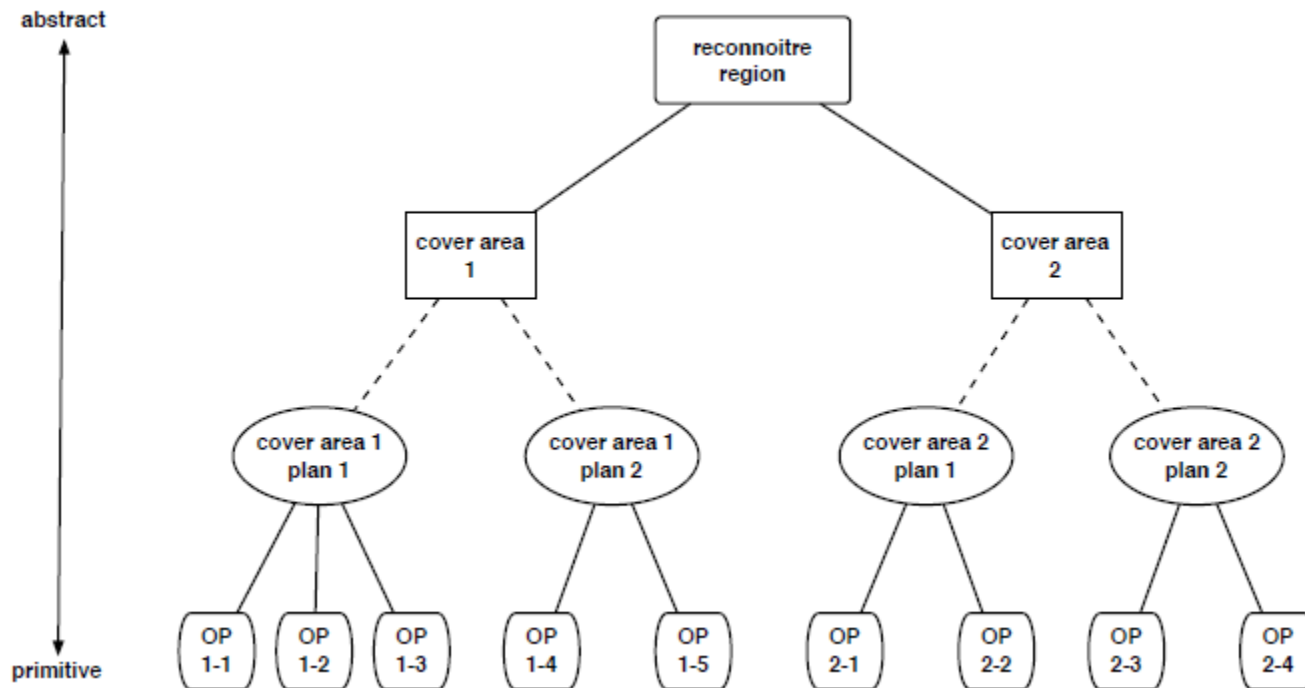 abstract
reconnoitre
region
cover area
1
cover area
2
cover area 1
plan 1
cover area 1
plan 2
cover area 2
plan 1
cover area 2
plan 2
OP
1-1
OP
1-2
OP
1-3
OP
1-4
OP
1-5
OP
2-1
OP
2-2
OP
2-3
OP
2-4
primitive